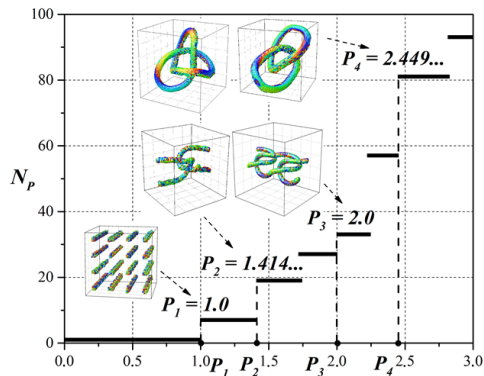 100
80
60
40
20
0
N_P
P_4 = 2.449...
P_3 = 2.0
P_2 = 1.414...
P_1 = 1.0
0.0 0.5 1.0 1.5 2.0 2.5 3.0
P_1 P_2 P_3 P_4